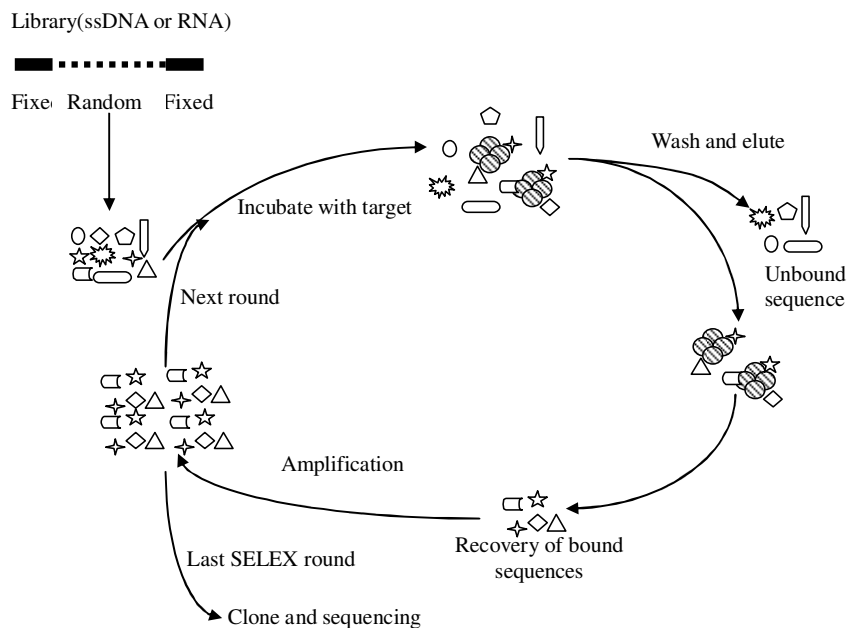 Library(ssDNA or RNA)
Fixe Random Fixed
Incubate with target
Wash and elute
Unbound
sequence
Next round
Amplification
Recovery of bound
sequences
Last SELEX round
Clone and sequencing